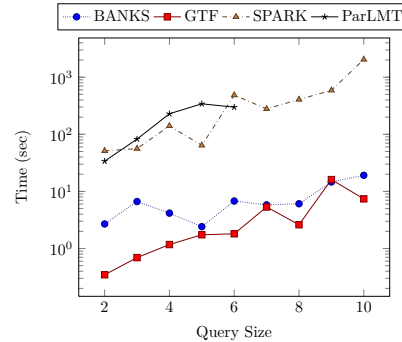 BANKS GTF SPARK ParLMT
10^3
10^2
10^1
10^0
Time (sec)
2 4 6 8 10
Query Size